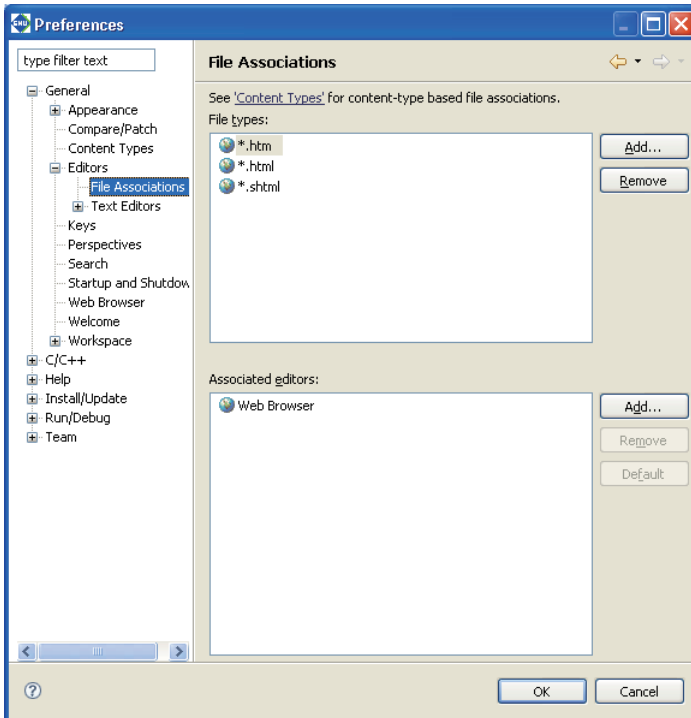 GNU Preferences
type filter text
General
Appearance
Compare/Patch
Content Types
Editors
File Associations
Text Editors
Keys
Perspectives
Search
Startup and Shutdow
Web Browser
Welcome
Workspace
C/C++
Help
Install/Update
Run/Debug
Team
File Associations
See 'Content Types' for content-type based file associations.
File types:
*.htm
*.html
*.shtml
Add...
Remove
Associated editors:
Web Browser
Add...
Remove
Default
?
OK
Cancel